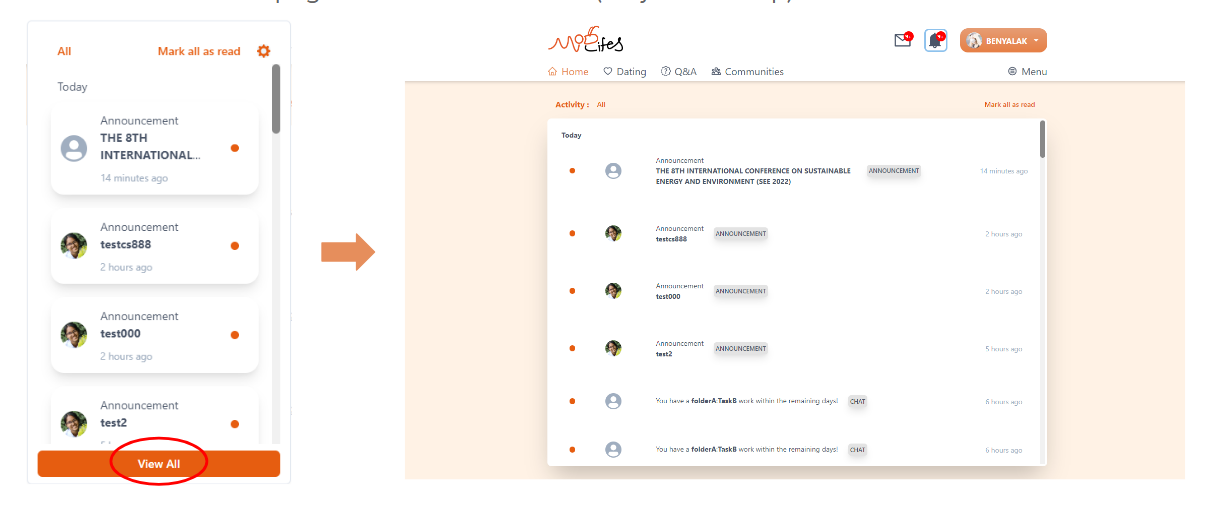 All Mark all as read
Today
Announcement
THE 8TH
INTERNATIONAL...
14 minutes ago
Announcement
testcs888
2 hours ago
Announcement
test000
2 hours ago
Announcement
test2
View All
BENYALAK
Home Dating Q&A Communities Menu
Activity : All Mark all as read
Today
Announcement
THE 8TH INTERNATIONAL CONFERENCE ON SUSTAINABLE ANNOUNCEMENT 14 minutes ago
ENERGY AND ENVIRONMENT (SEE 2022)
Announcement
testcs888 ANNOUNCEMENT 2 hours ago
Announcement
test000 ANNOUNCEMENT 2 hours ago
Announcement
test2 ANNOUNCEMENT 5 hours ago
You have a folderA:TaskB work within the remaining days! CHAT 6 hours ago
You have a folderA:TaskB work within the remaining days! CHAT 6 hours ago